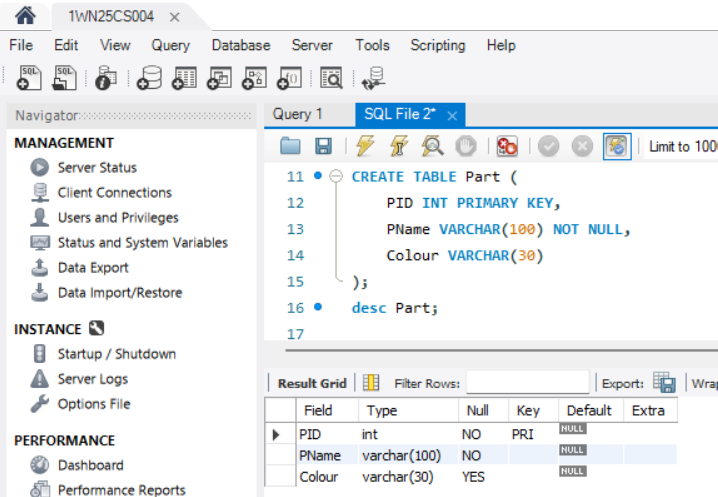 1WN25CS004 ×
File Edit View Query Database Server Tools Scripting Help
Navigator
MANAGEMENT
Server Status
Client Connections
Users and Privileges
Status and System Variables
Data Export
Data Import/Restore
INSTANCE
Startup / Shutdown
Server Logs
Options File
PERFORMANCE
Dashboard
Performance Reports
Query 1 SQL File 2* ×
Limit to 100
11 CREATE TABLE Part (
12 PID INT PRIMARY KEY,
13 PName VARCHAR(100) NOT NULL,
14 Colour VARCHAR(30)
15 );
16 desc Part;
17
Result Grid Filter Rows: Export: Wrap
Field Type Null Key Default Extra
PID int NO PRI NULL
PName varchar(100) NO NULL
Colour varchar(30) YES NULL